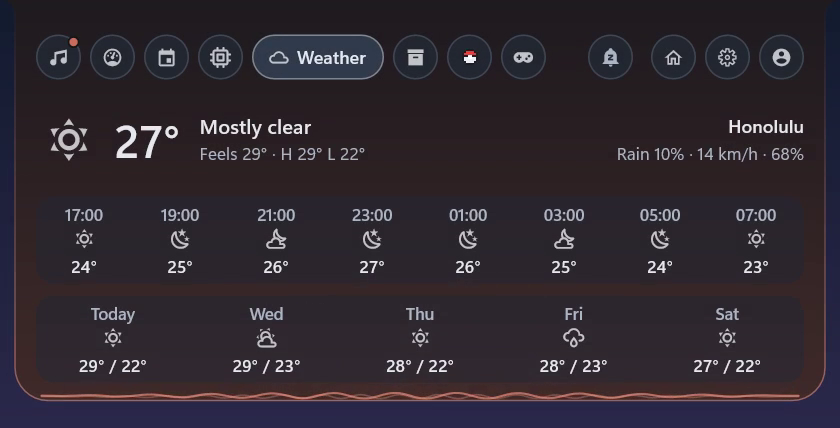 Weather
27° Mostly clear Honolulu
Feels 29° · H 29° L 22° Rain 10% · 14 km/h · 68%
17:00 19:00 21:00 23:00 01:00 03:00 05:00 07:00
24° 25° 26° 27° 26° 25° 24° 23°
Today Wed Thu Fri Sat
29° / 22° 29° / 23° 28° / 22° 28° / 23° 27° / 22°